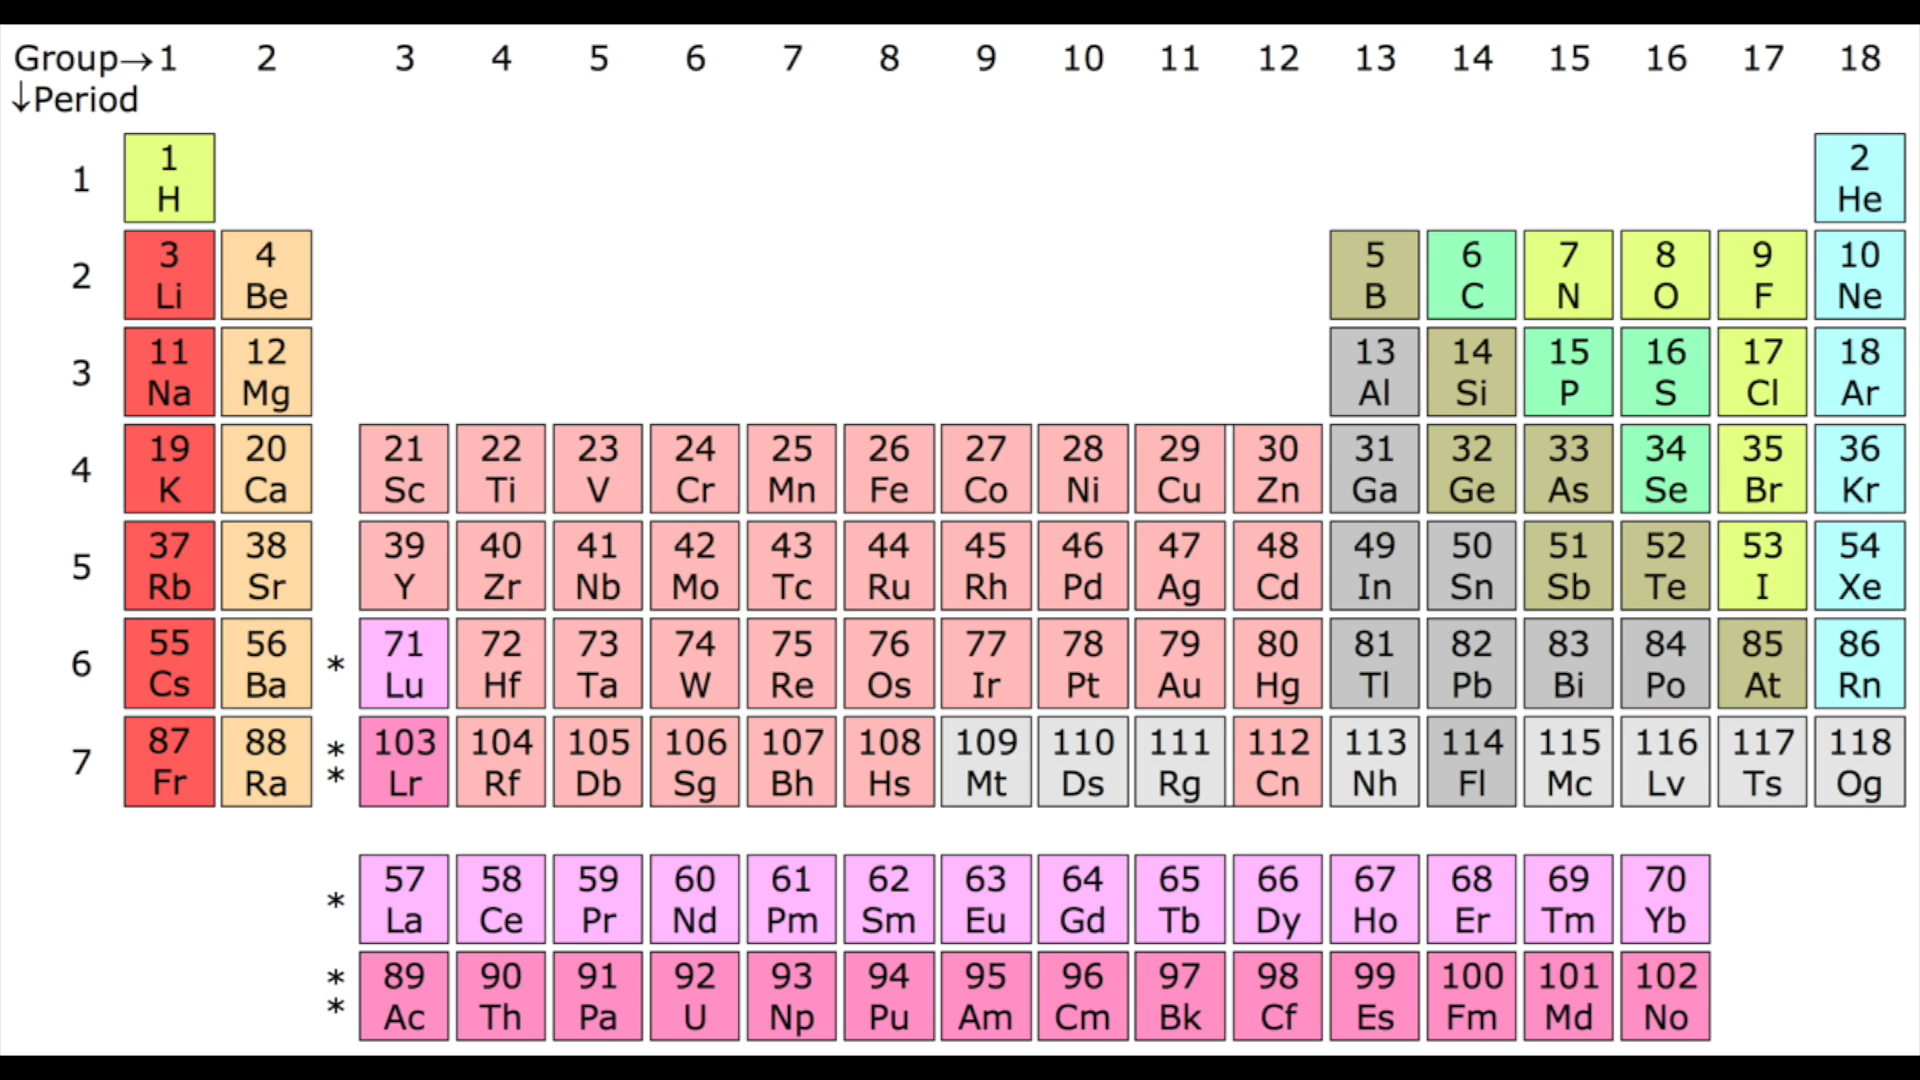 Group→ 1 2 3 4 5 6 7 8 9 10 11 12 13 14 15 16 17 18
↓Period
1 1 2
H He
2 3 4 5 6 7 8 9 10
Li Be B C N O F Ne
3 11 12 13 14 15 16 17 18
Na Mg Al Si P S Cl Ar
4 19 20 21 22 23 24 25 26 27 28 29 30 31 32 33 34 35 36
K Ca Sc Ti V Cr Mn Fe Co Ni Cu Zn Ga Ge As Se Br Kr
5 37 38 39 40 41 42 43 44 45 46 47 48 49 50 51 52 53 54
Rb Sr Y Zr Nb Mo Tc Ru Rh Pd Ag Cd In Sn Sb Te I Xe
6 55 56 * 71 72 73 74 75 76 77 78 79 80 81 82 83 84 85 86
Cs Ba Lu Hf Ta W Re Os Ir Pt Au Hg Tl Pb Bi Po At Rn
7 87 88 * 103 104 105 106 107 108 109 110 111 112 113 114 115 116 117 118
Fr Ra * Lr Rf Db Sg Bh Hs Mt Ds Rg Cn Nh Fl Mc Lv Ts Og
* 57 58 59 60 61 62 63 64 65 66 67 68 69 70
La Ce Pr Nd Pm Sm Eu Gd Tb Dy Ho Er Tm Yb
* 89 90 91 92 93 94 95 96 97 98 99 100 101 102
* Ac Th Pa U Np Pu Am Cm Bk Cf Es Fm Md No